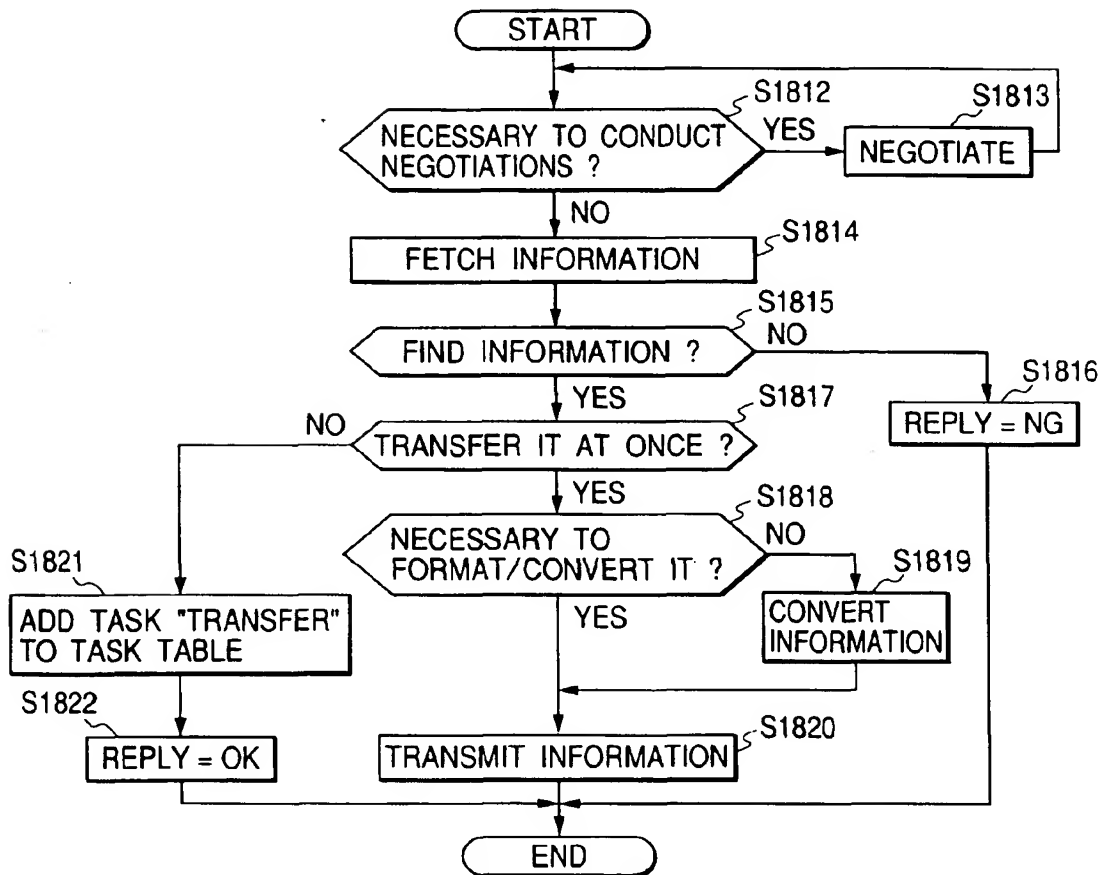 START
S1812
S1813
NECESSARY TO CONDUCT
NEGOTIATIONS ?
YES
NEGOTIATE
NO
S1814
FETCH INFORMATION
S1815
FIND INFORMATION ?
NO
S1816
YES
S1817
REPLY = NG
NO
TRANSFER IT AT ONCE ?
YES
S1818
NECESSARY TO
FORMAT/CONVERT IT ?
NO
S1821
S1819
ADD TASK "TRANSFER"
TO TASK TABLE
YES
CONVERT
INFORMATION
S1822
S1820
REPLY = OK
TRANSMIT INFORMATION
END